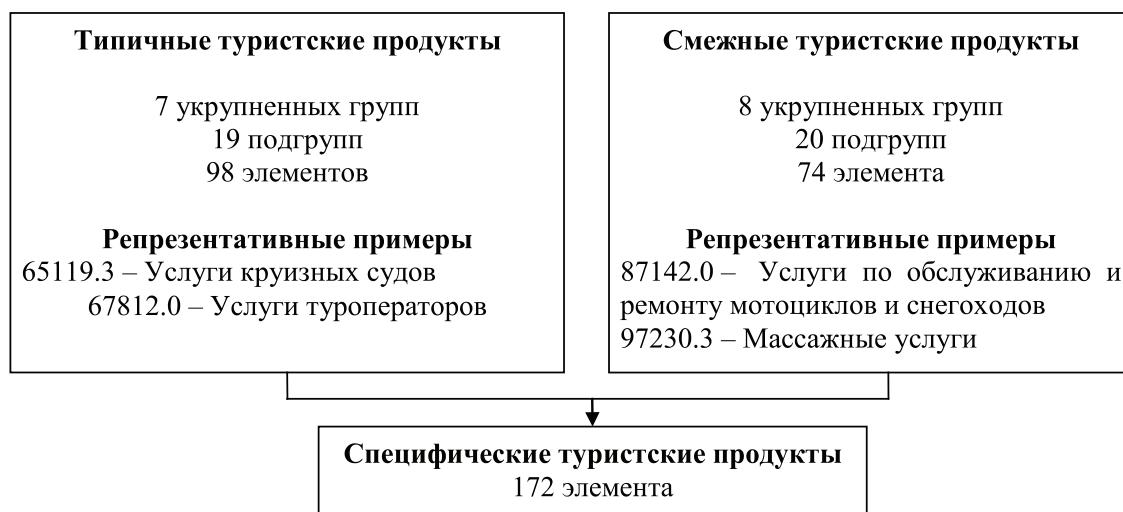 Типичные туристские продукты
7 укрупненных групп
19 подгрупп
98 элементов
Репрезентативные примеры
65119.3 – Услуги круизных судов
67812.0 – Услуги туроператоров
Смежные туристские продукты
8 укрупненных групп
20 подгрупп
74 элемента
Репрезентативные примеры
87142.0 – Услуги по обслуживанию и
ремонту мотоциклов и снегоходов
97230.3 – Массажные услуги
Специфические туристские продукты
172 элемента